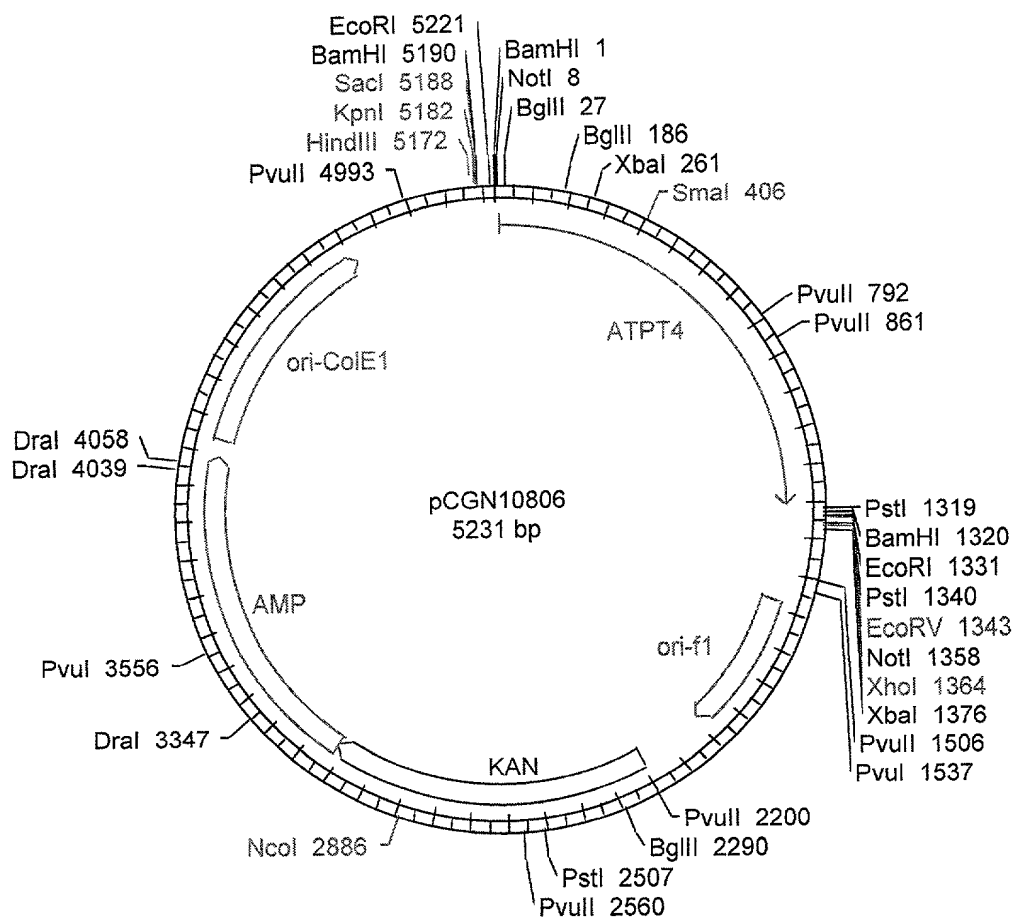 EcoRI 5221
BamHI 5190
SacI 5188
KpnI 5182
HindIII 5172
PvuII 4993
BamHI 1
NotI 8
BglII 27
BglII 186
XbaI 261
SmaI 406
PvuII 792
PvuII 861
ATPT4
ori-ColE1
DraI 4058
DraI 4039
pCGN10806
5231 bp
PstI 1319
BamHI 1320
EcoRI 1331
PstI 1340
EcoRV 1343
NotI 1358
XhoI 1364
XbaI 1376
PvuII 1506
PvuI 1537
AMP
ori-f1
PvuI 3556
DraI 3347
KAN
NcoI 2886
PvuII 2200
BglII 2290
PstI 2507
PvuII 2560